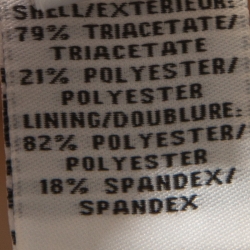 SHELL/EXTERIEUR:
79% TRIACETATE/
TRIACETATE
21% POLYESTER/
POLYESTER
LINING/DOUBLURE:
82% POLYESTER/
POLYESTER
18% SPANDEX/
SPANDEX